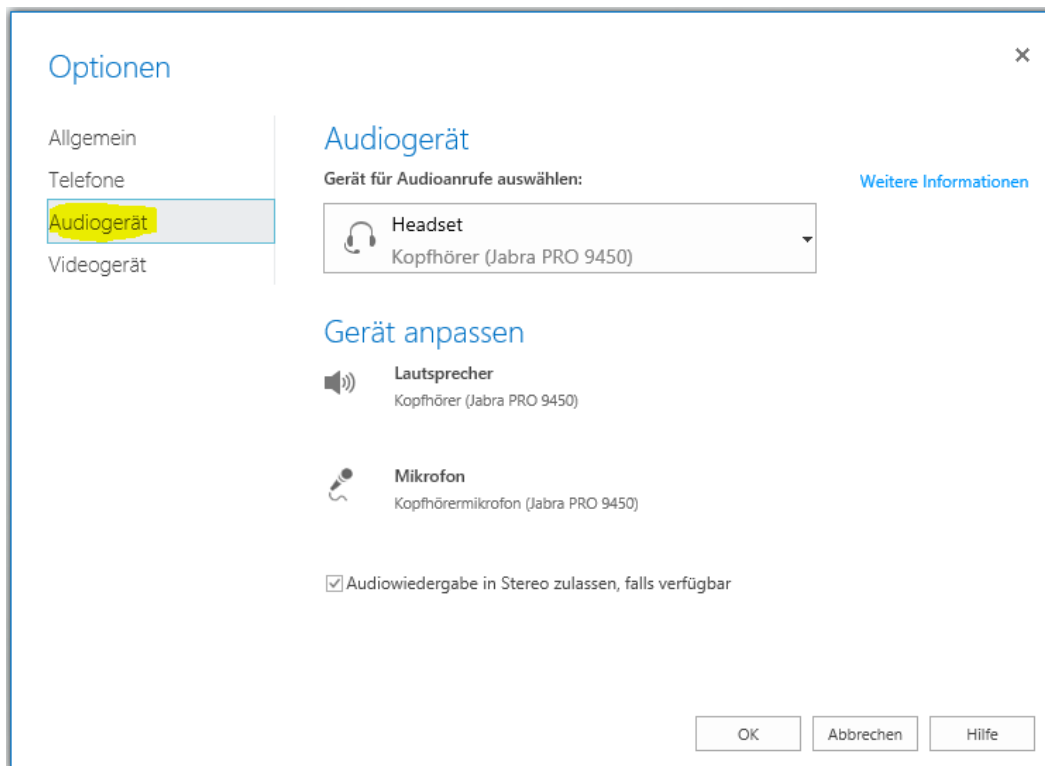 Optionen
Allgemein
Telefone
Audiogerät
Videogerät
Audiogerät
Gerät für Audioanrufe auswählen:
Weitere Informationen
Headset
Kopfhörer (Jabra PRO 9450)
Gerät anpassen
Lautsprecher
Kopfhörer (Jabra PRO 9450)
Mikrofon
Kopfhörermikrofon (Jabra PRO 9450)
Audiowiedergabe in Stereo zulassen, falls verfügbar
OK
Abbrechen
Hilfe